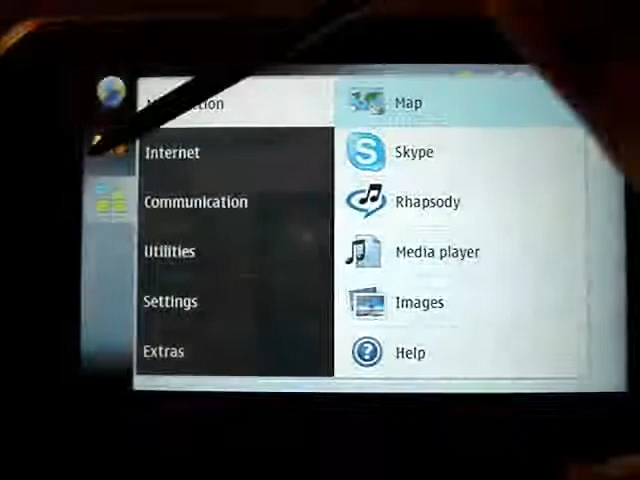 Map
Internet
Skype
Communication
Rhapsody
Utilities
Media player
Settings
Images
Extras
Help